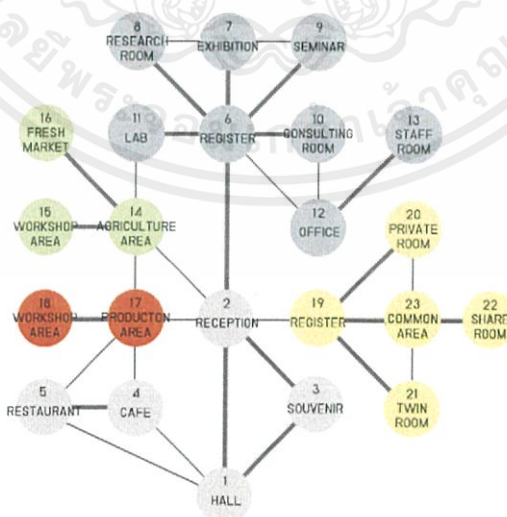 8
RESEARCH
ROOM
7
EXHIBITION
9
SEMINAR
16
FRESH
MARKET
11
LAB
6
REGISTER
10
CONSULTING
ROOM
13
STAFF
ROOM
15
WORKSHOP
AREA
14
AGRICULTURE
AREA
12
OFFICE
20
PRIVATE
ROOM
18
WORKSHOP
AREA
17
PRODUCTON
AREA
2
RECEPTION
19
REGISTER
23
COMMON
AREA
22
SHARE
ROOM
5
RESTAURANT
4
CAFE
3
SOUVENIR
21
TWIN
ROOM
1
HALL